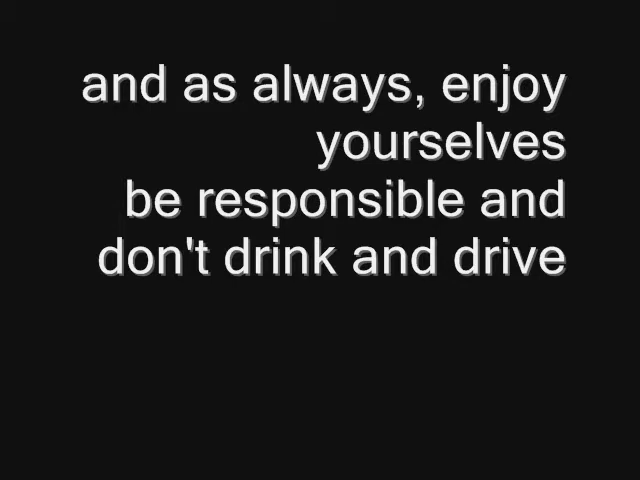 and as always, enjoy
yourselves
be responsible and
don't drink and drive